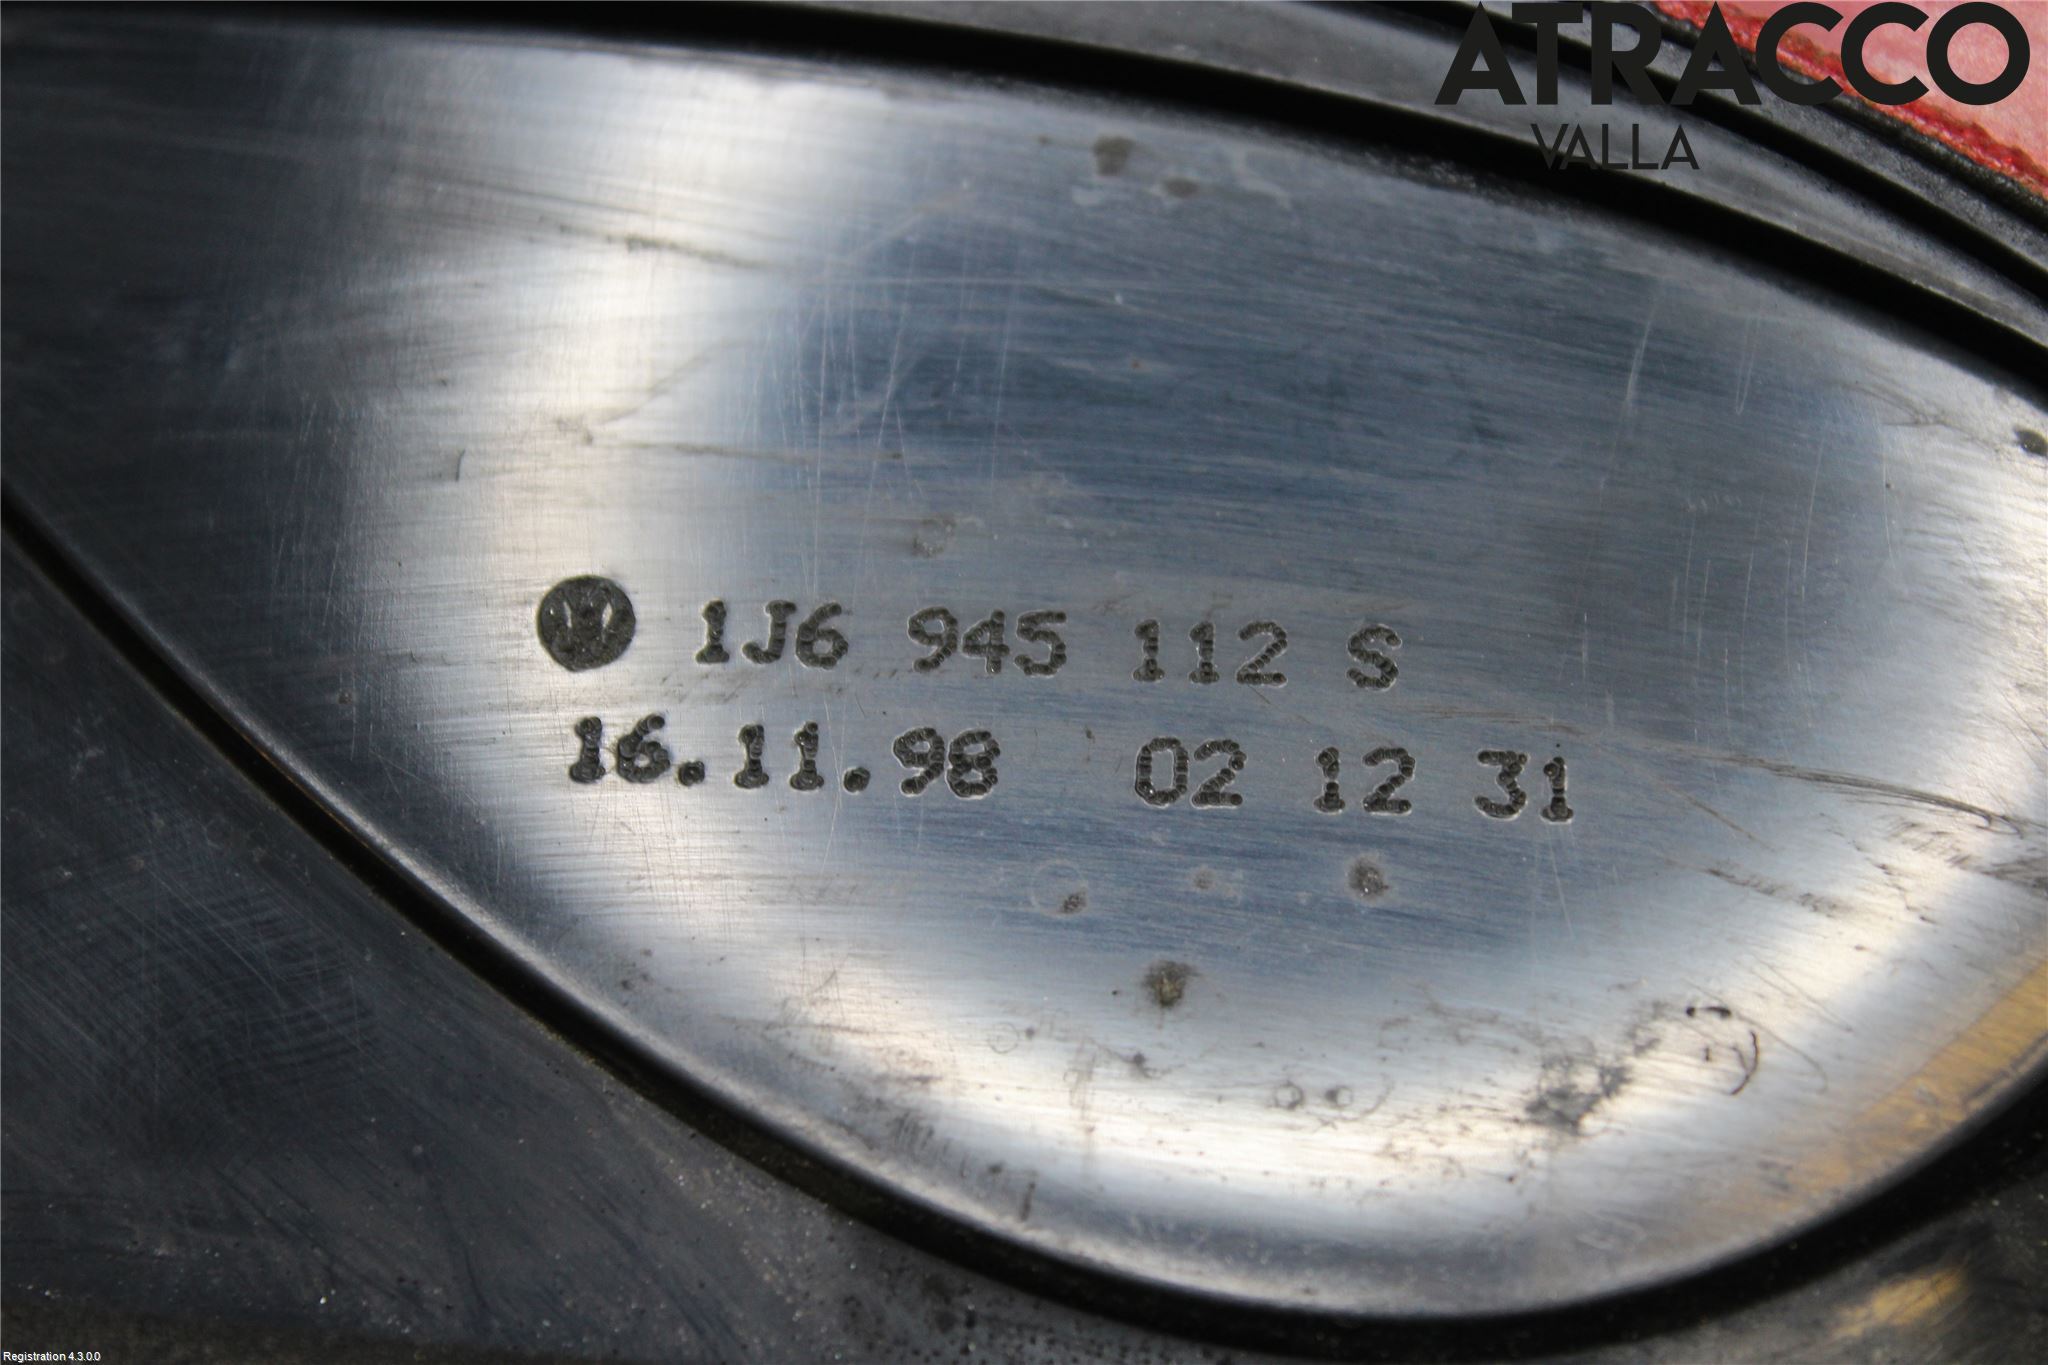 ATRACCO
VALLA
1J6 945 112 S
16.11.98 02 12 31
Registration 4.3.0.0